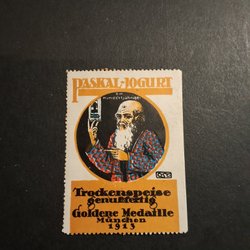 PASKAL-JOGURT
Trockenspeise
genußfertig
Goldene Medaille
München
1913